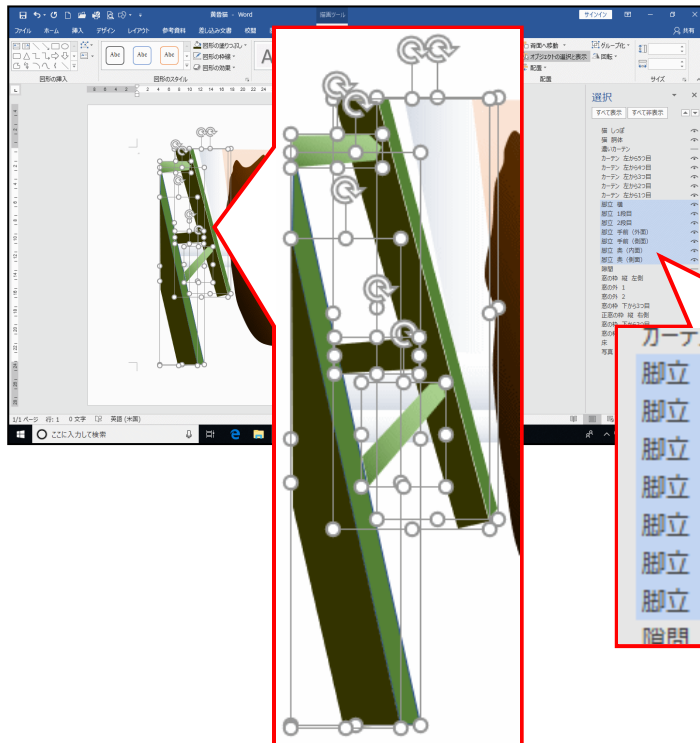 黄昏猫 - Word
描画ツール
サインイン
ファイル ホーム 挿入 デザイン レイアウト 参考資料 差し込み文書 校閲
共有
Abc Abc Abc
図形の塗りつぶし
図形の枠線
図形の効果
A
背面へ移動
オブジェクトの選択と表示
配置
グループ化
回転
図形の挿入 図形のスタイル 配置 サイズ
選択
すべて表示 すべて非表示
猫 しっぽ
猫 胴体
濃いカーテン
カーテン 左から5つ目
カーテン 左から4つ目
カーテン 左から3つ目
カーテン 左から2つ目
カーテン 左から1つ目
脚立 1段目
脚立 2段目
脚立 手前(外面)
脚立 手前(側面)
脚立 奥(内面)
脚立 奥(側面)
隙間
窓の枠 縦 左側
窓の外 1
窓の外 2
窓の枠 下から3つ目
正窓の枠 縦 右側
床
写真
カーテ
脚立
脚立
脚立
脚立
脚立
脚立
脚立
隙間
1/1 ページ 行: 1 0 文字 英語 (米国)
ここに入力して検索